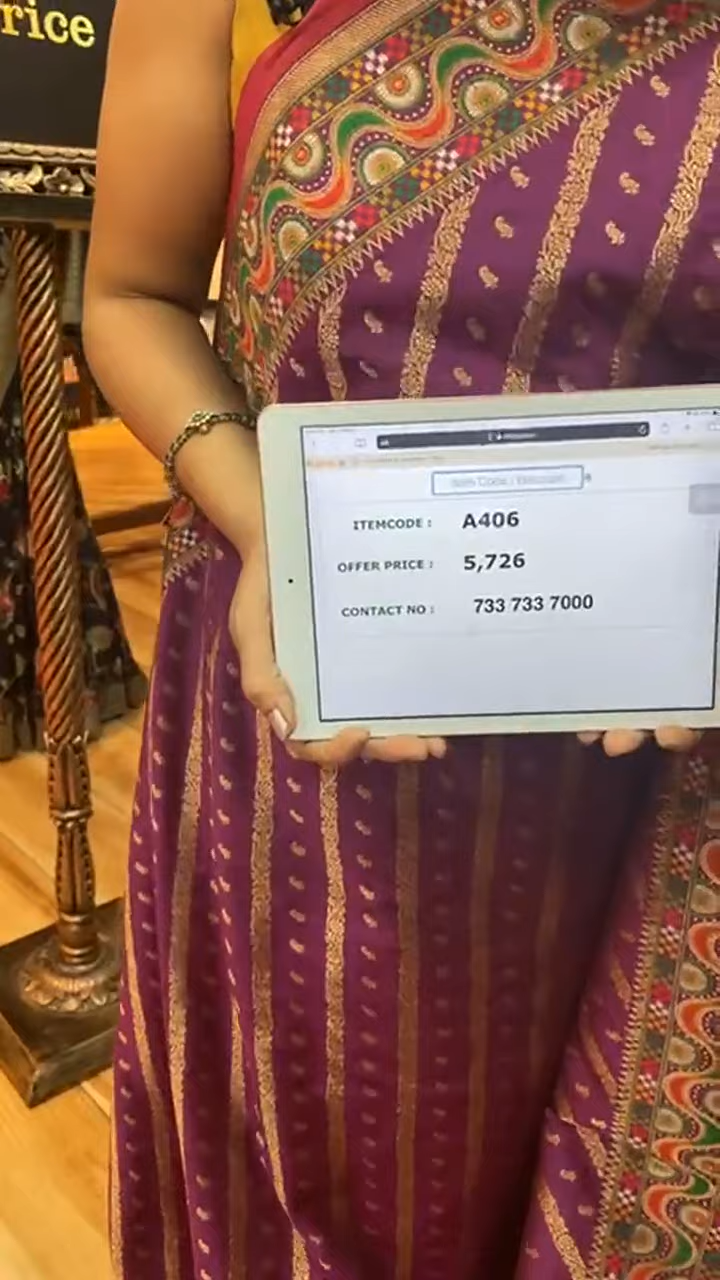 rice
ITEMCODE : A406
OFFER PRICE : 5,726
CONTACT NO : 733 733 7000